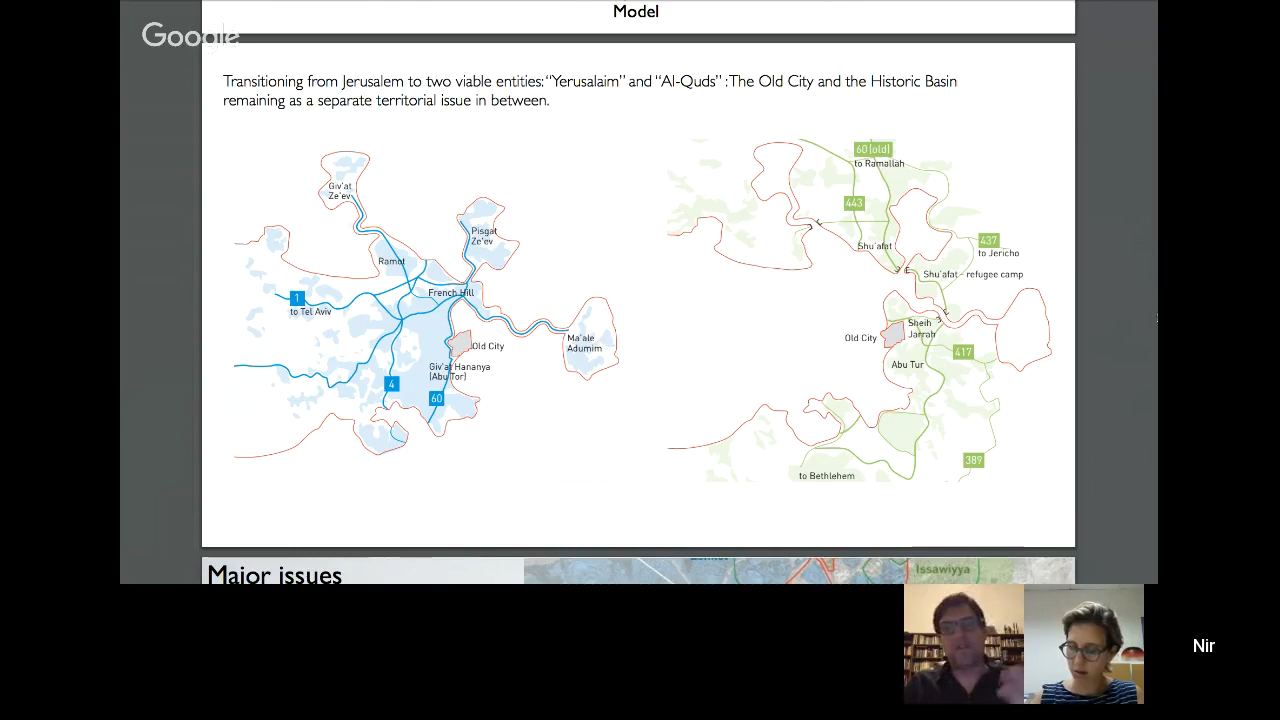 Model
Google
Transitioning from Jerusalem to two viable entities: “Yerusalaim” and “Al-Quds” : The Old City and the Historic Basin
remaining as a separate territorial issue in between.
Giv'at
Ze'ev
Pisgat
Ze'ev
Ramot
French Hill
1
to Tel Aviv
Old City
Ma'ale
Adumim
Giv'at Hananya
(Abu Tor)
4
60
60 [old]
to Ramallah
443
Shu'afat
437
to Jericho
Shu'afat - refugee camp
Sheih
Jarrah
Old City
417
Abu Tur
389
to Bethlehem
Major issues
Issawiyya
Nir